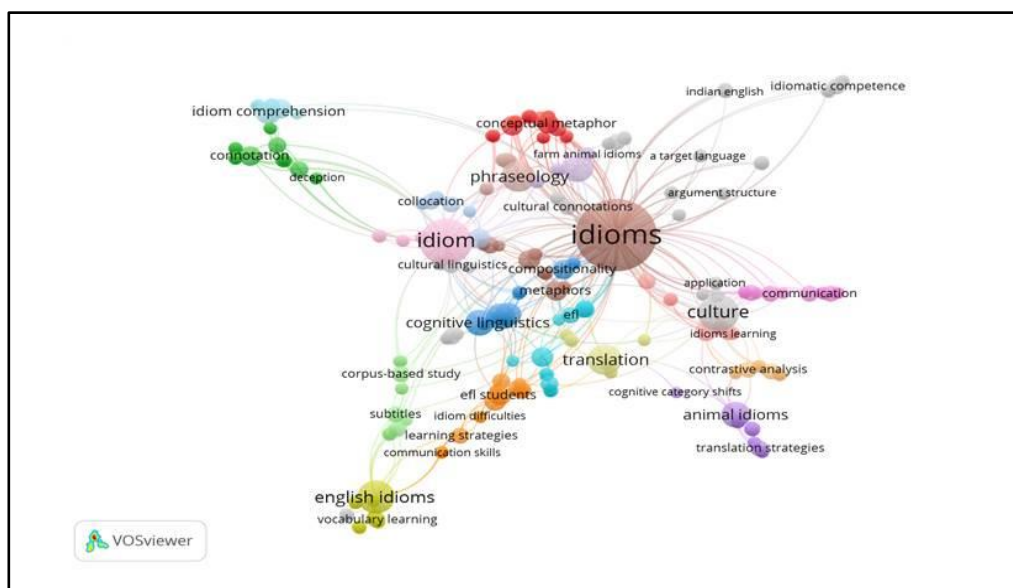 indian english
idiomatic competence
idiom comprehension
conceptual metaphor
connotation
farm animal idioms
a target language
deception
phraseology
argument structure
collocation
cultural connotations
idiom
idioms
cultural linguistics
compositionality
metaphors
application
communication
cognitive linguistics
efl
culture
idioms learning
translation
corpus-based study
contrastive analysis
efl students
cognitive category shifts
subtitles
idiom difficulties
animal idioms
learning strategies
communication skills
translation strategies
english idioms
vocabulary learning
VOSviewer